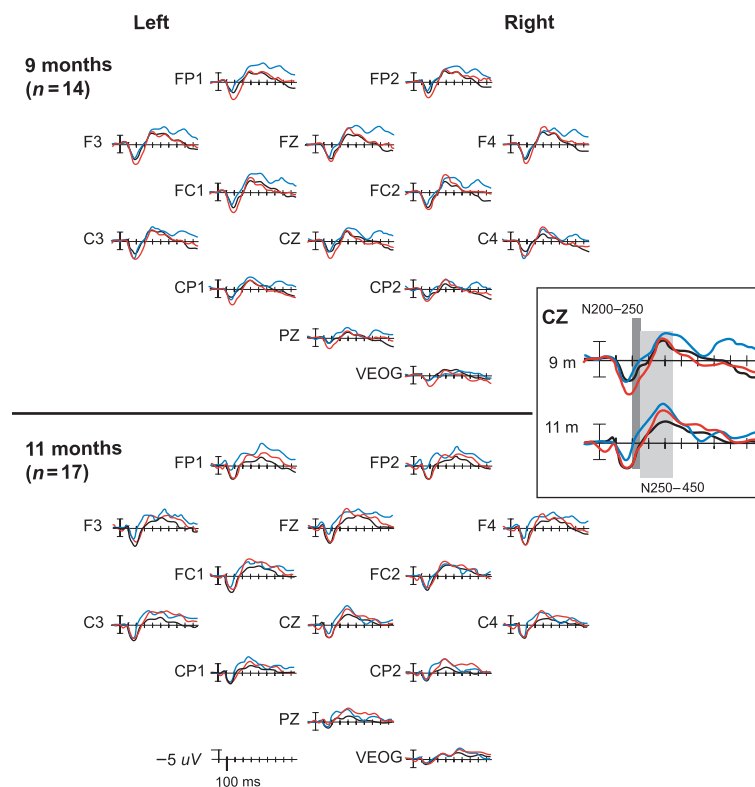 Left Right
9 months
(n = 14)
FP1 FP2
F3 FZ F4
FC1 FC2
C3 CZ C4
CP1 CP2
PZ
VEOG
CZ
N200–250
9 m
11 m
N250–450
11 months
(n = 17)
FP1 FP2
F3 FZ F4
FC1 FC2
C3 CZ C4
CP1 CP2
PZ
–5 uV VEOG
100 ms